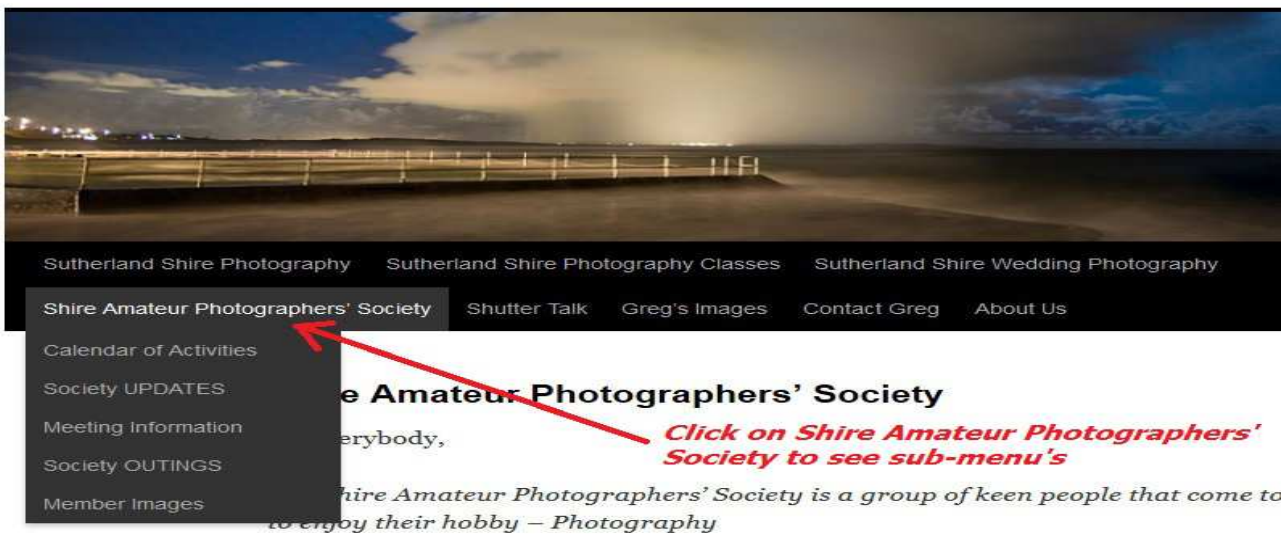 Sutherland Shire Photography Sutherland Shire Photography Classes Sutherland Shire Wedding Photography
Shire Amateur Photographers' Society Shutter Talk Greg's Images Contact Greg About Us
Calendar of Activities
Society UPDATES
Meeting Information
Society OUTINGS
Member Images
e Amateur Photographers' Society
erybody,
Click on Shire Amateur Photographers'
Society to see sub-menu's
hire Amateur Photographers' Society is a group of keen people that come to
to enjoy their hobby – Photography